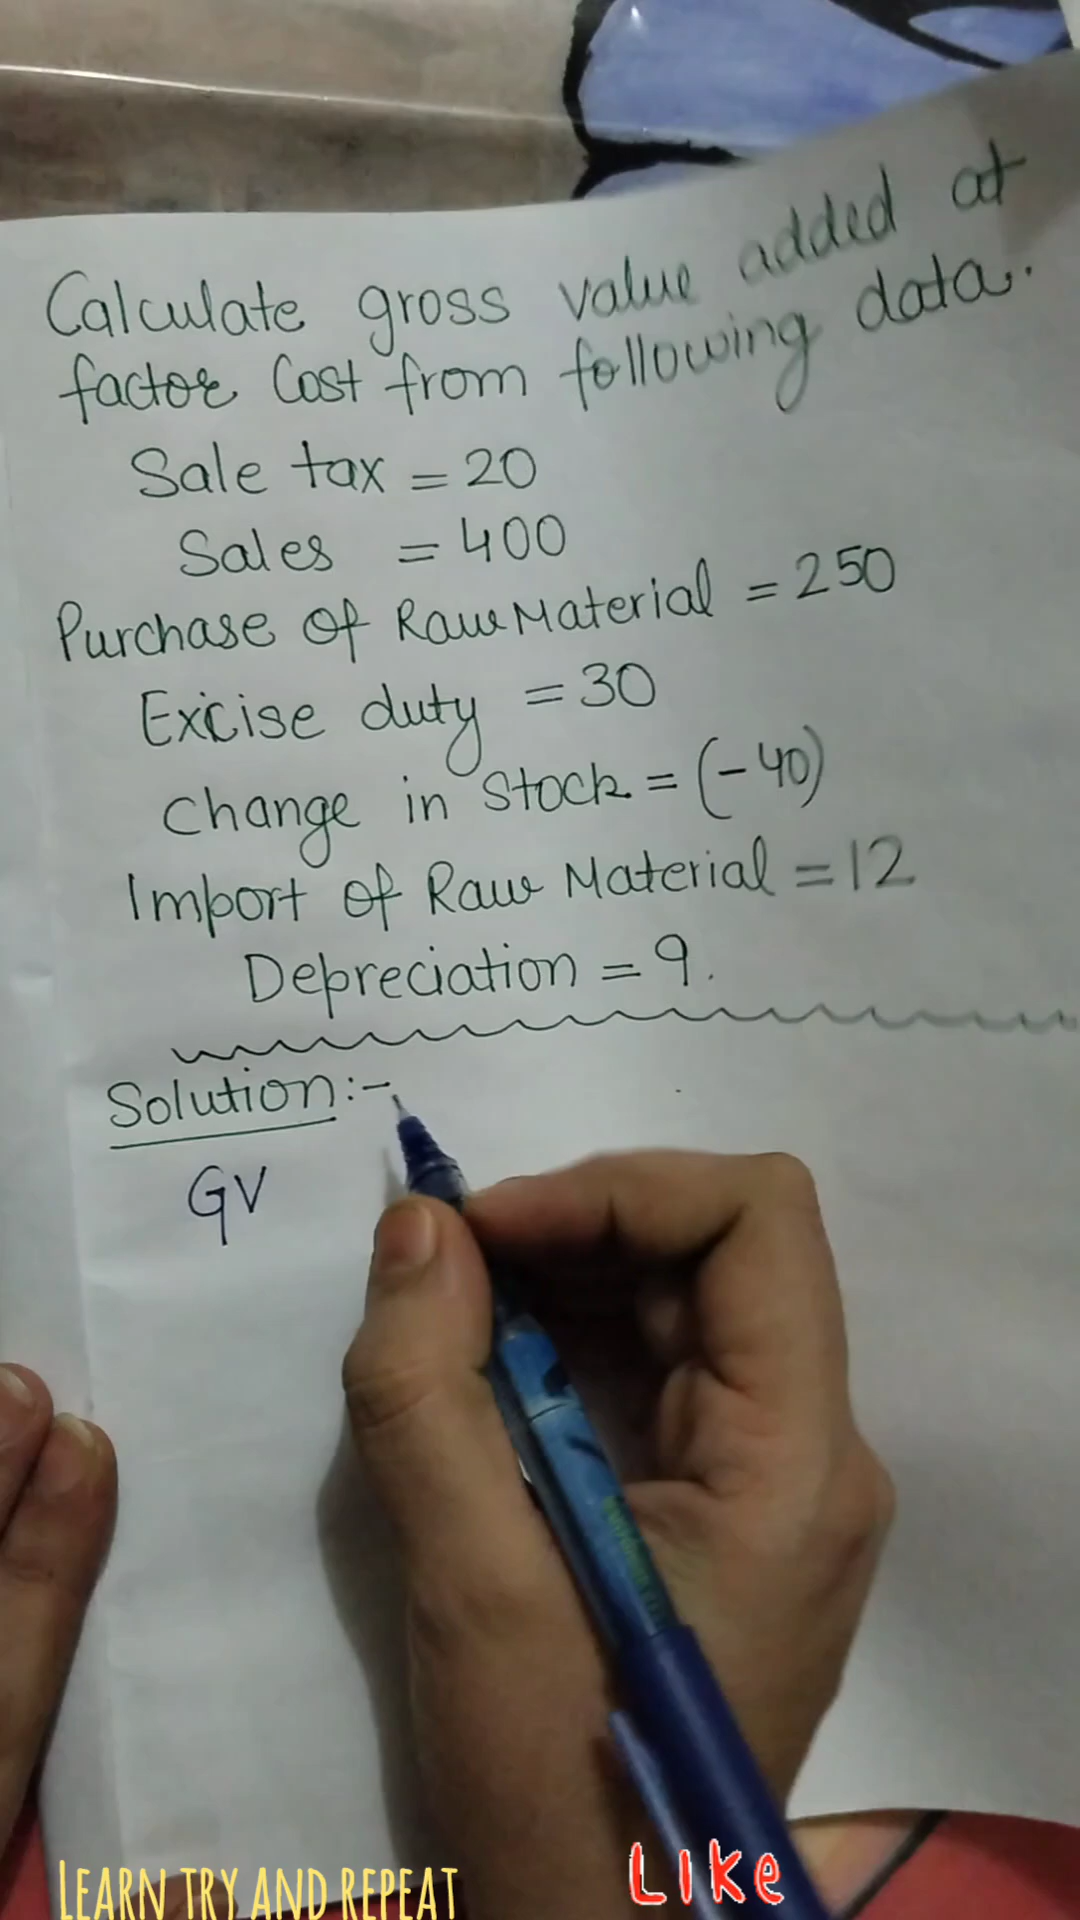 Calculate gross value added at
factor Cost from following data.
Sale tax = 20
Sales = 400
Purchase of Raw Material = 250
Excise duty = 30
Change in Stock = (-40)
Import of Raw Material = 12
Depreciation = 9.
Solution:-
GV
LEARN TRY AND REPEAT
LIKE